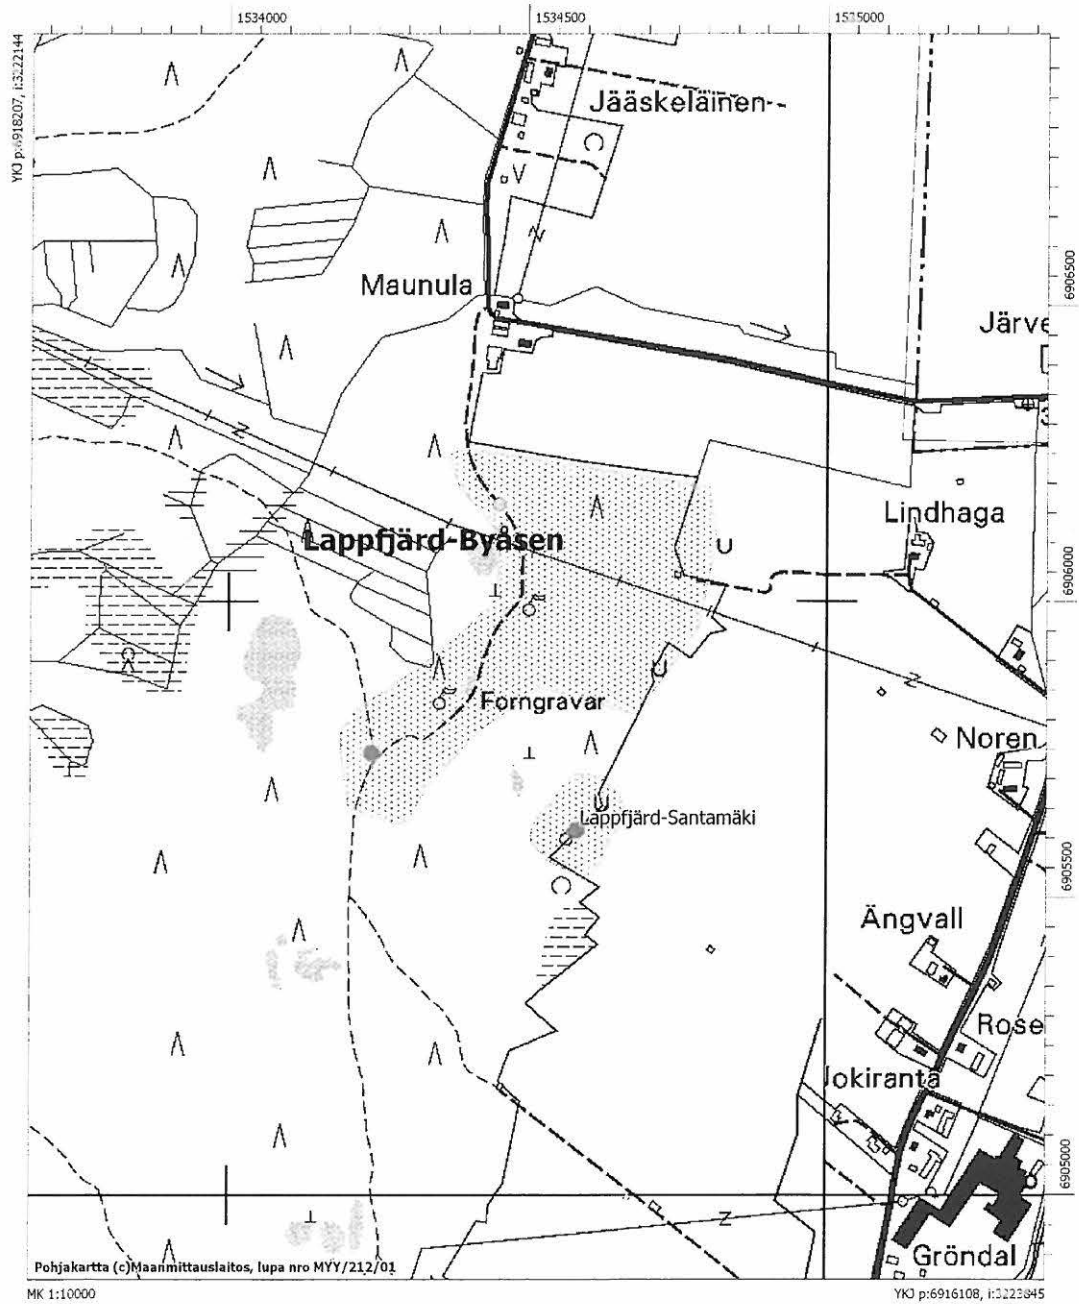 1534000
1534500
1535000
YKJ p:6918207, i:3222144
Jääskeläinen
Maunula
6906500
Järve
Lindhaga
Lappfjärd-Byåsen
6906000
Forngravar
Noren
Lappfjärd-Santamäki
6905500
Ängvall
Rose
Jokiranta
6905000
Gröndal
Pohjakartta (c)Maanmittauslaitos, lupa nro MYY/212/01
MK 1:10000
YKJ p:6916108, i:3223845